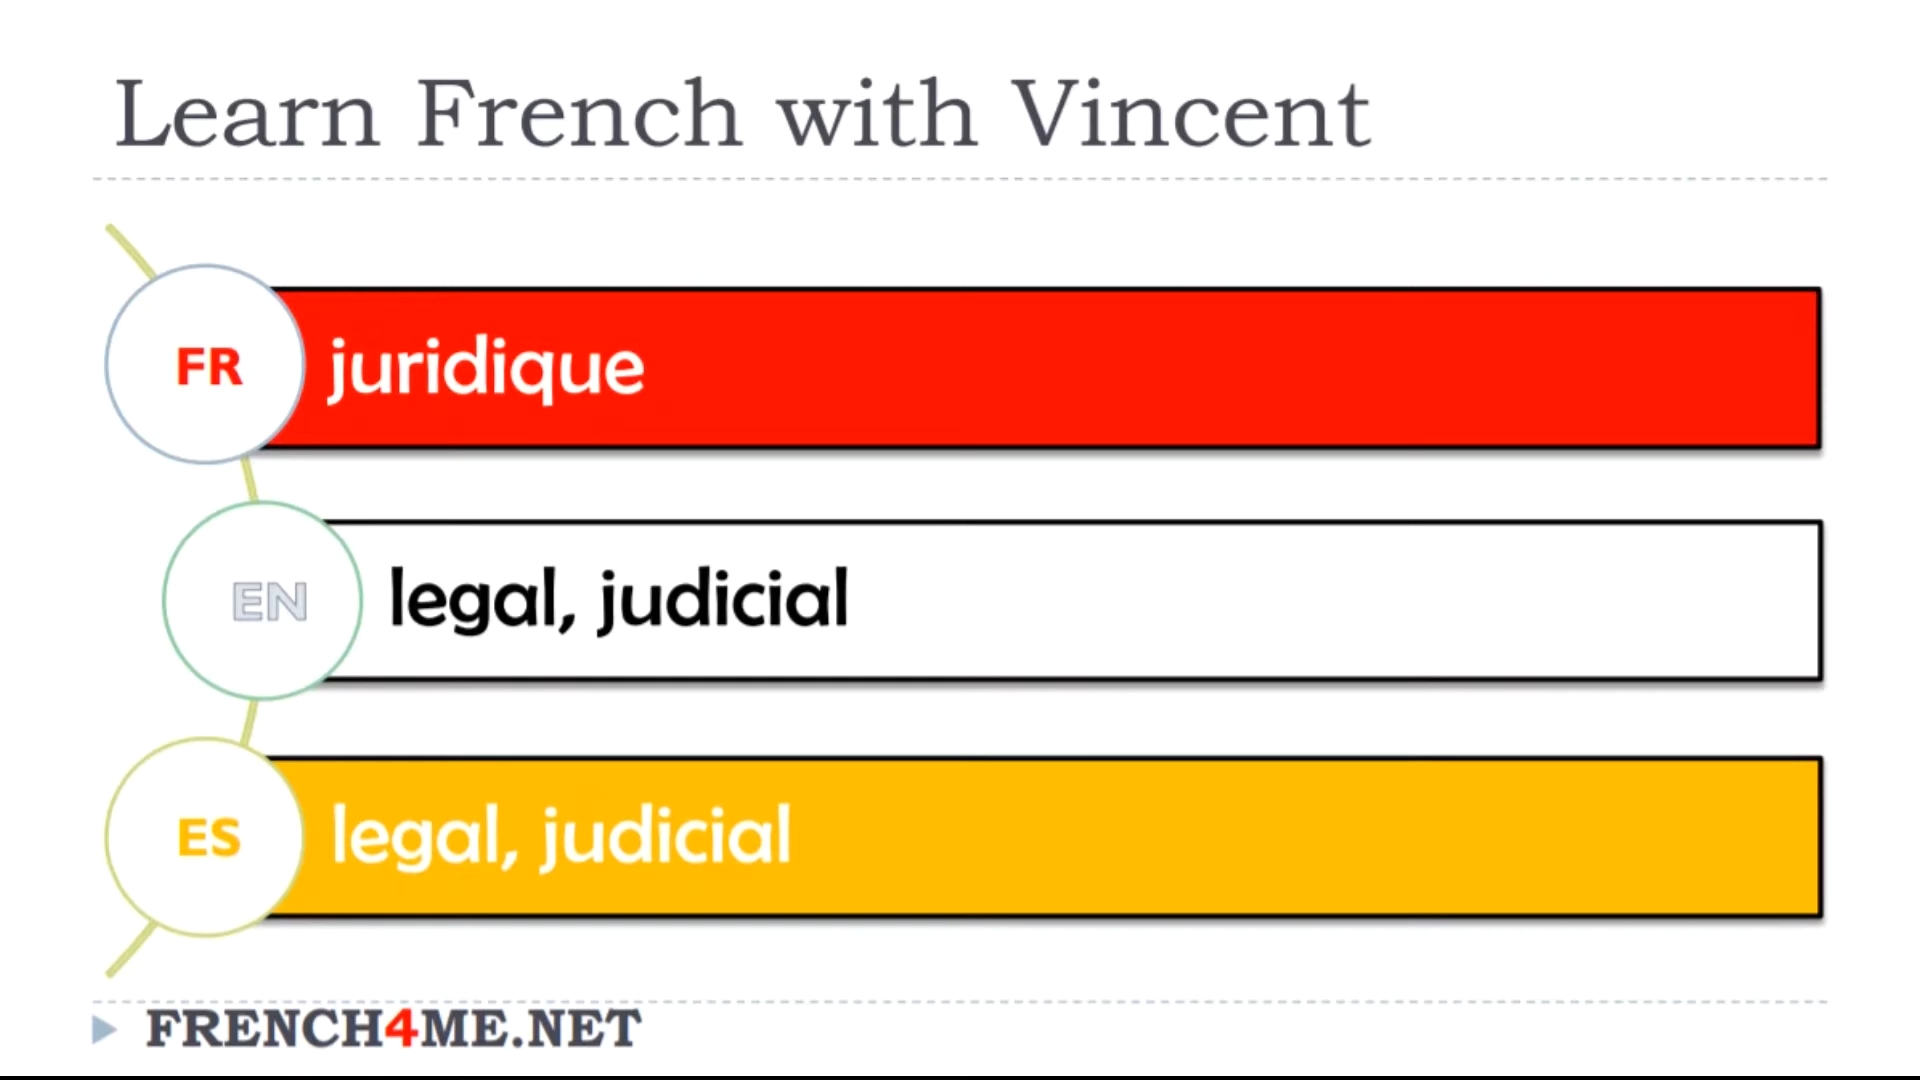 Learn French with Vincent
FR juridique
EN legal, judicial
ES legal, judicial
FRENCH4ME.NET